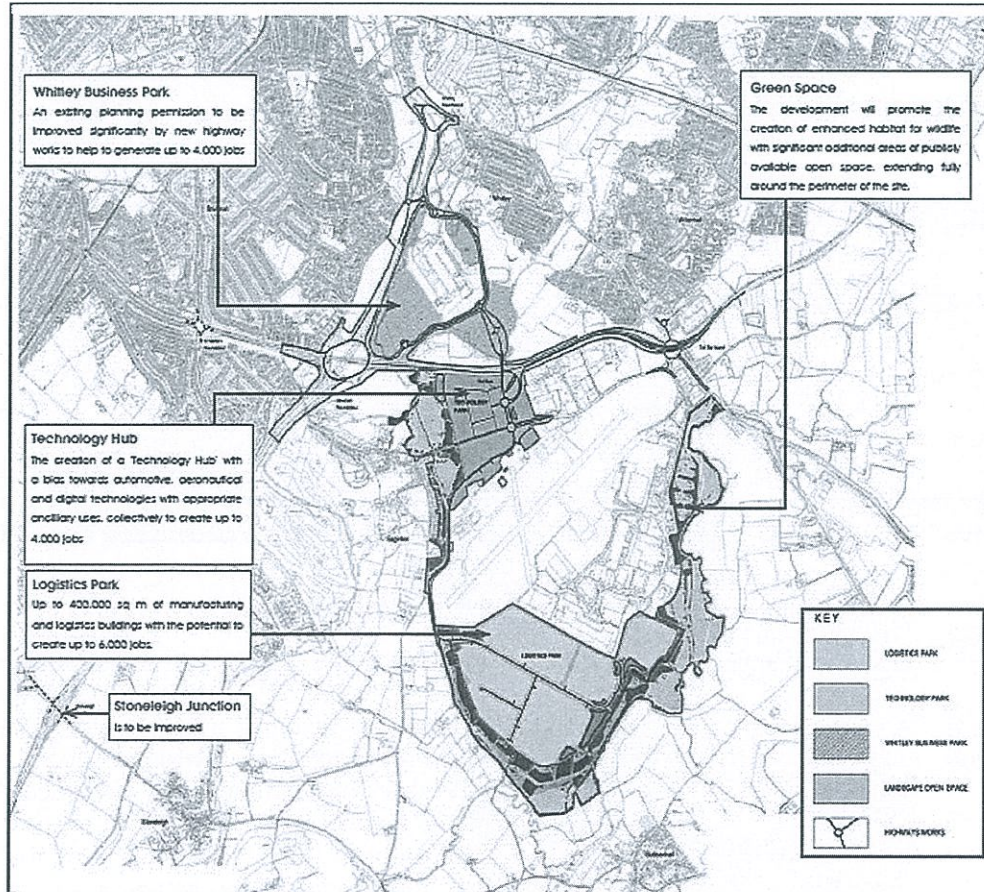 Whitley Business Park
An existing planning permission to be
improved significantly by new highway
works to help to generate up to 4,000 jobs
Green Space
The development will promote the
creation of enhanced habitat for wildlife
with significant additional areas of publicly
available open space, extending fully
around the perimeter of the site.
Technology Hub
The creation of a 'Technology Hub' with
a bias towards automotive, aeronautical
and digital technologies with appropriate
ancillary uses, collectively to create up to
4,000 jobs
Logistics Park
Up to 400,000 sq m of manufacturing
and logistics buildings with the potential to
create up to 6,000 jobs.
LOGISTICS PARK
Stoneleigh Junction
is to be improved
Stoneleigh
KEY
LOGISTICS PARK
TECHNOLOGY PARK
WHITLEY BUSINESS PARK
LANDSCAPE OPEN SPACE
HIGHWAYS WORKS